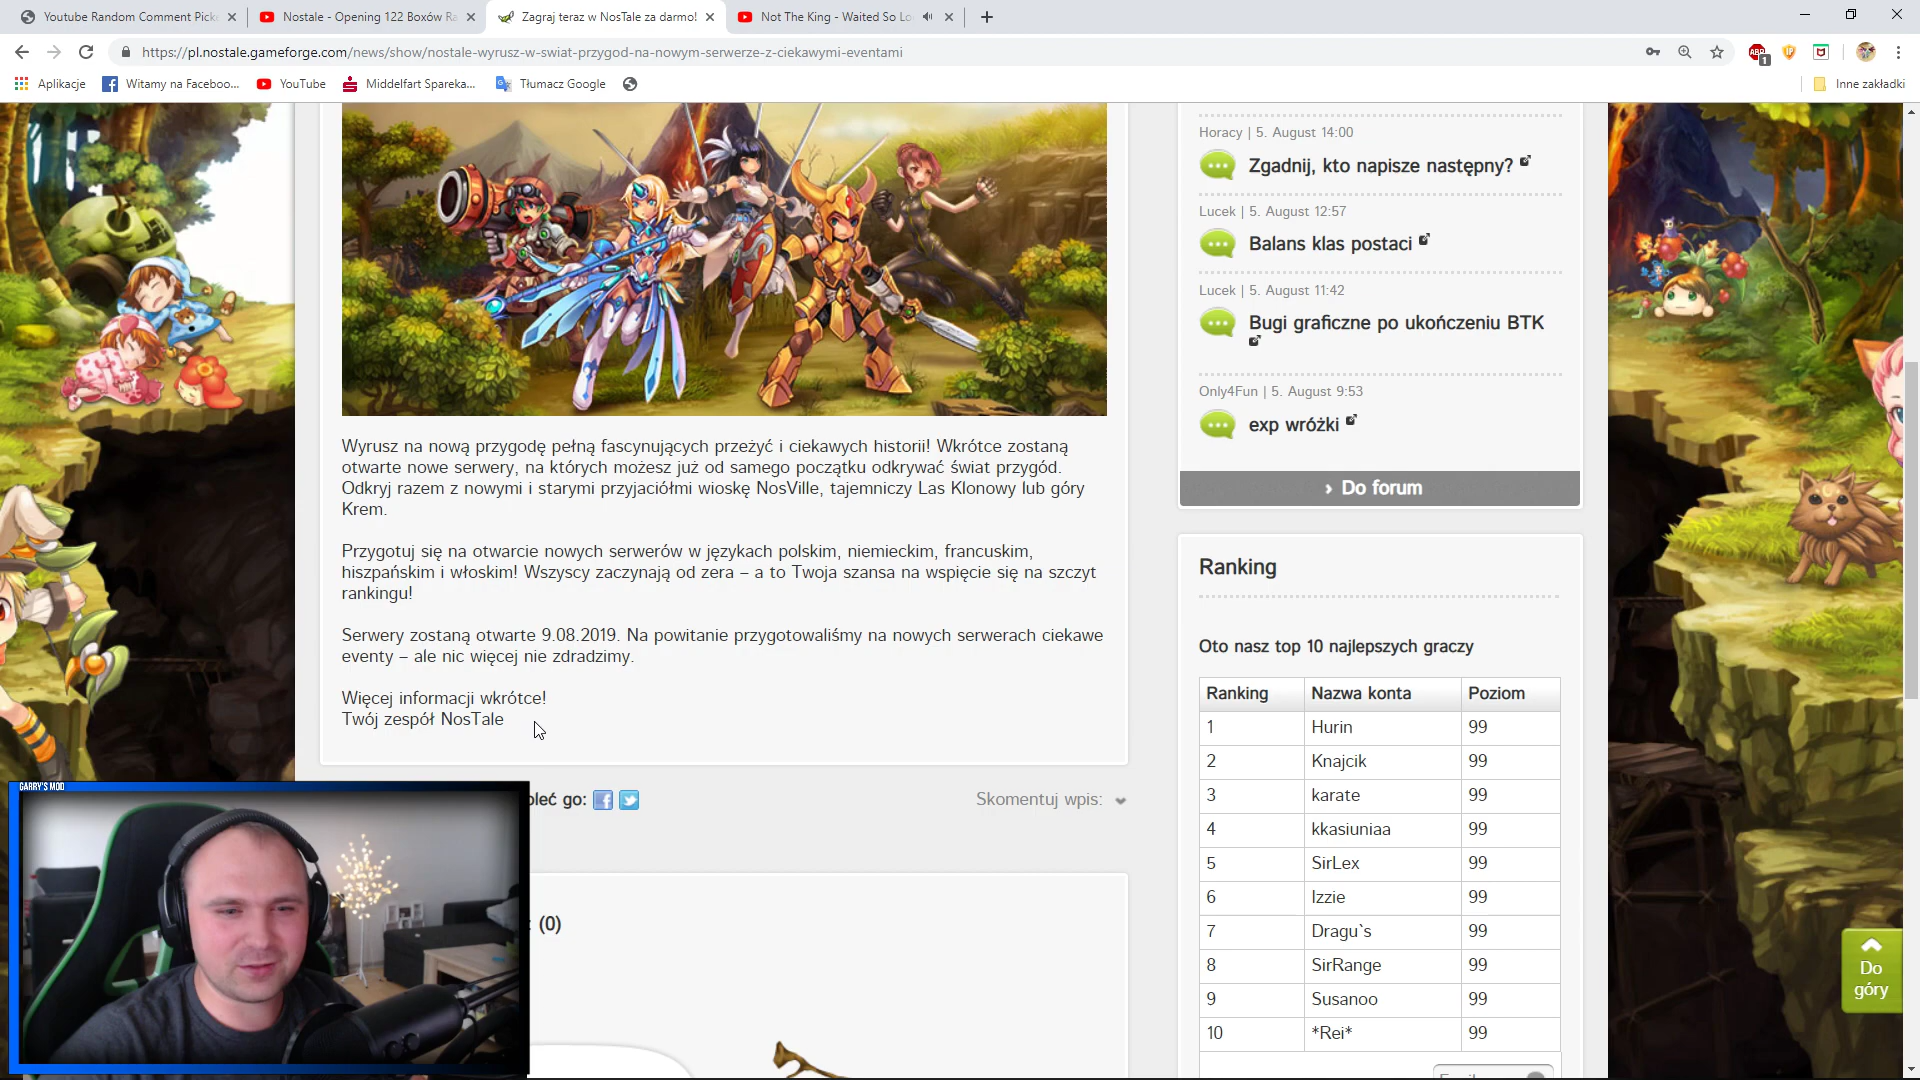 Youtube Random Comment Picke
Nostale - Opening 122 Boxów Ra
Zagraj teraz w NosTale za darmo!
Not The King - Waited So Lo
https://pl.nostale.gameforge.com/news/show/nostale-wyrusz-w-swiat-przygod-na-nowym-serwerze-z-ciekawymi-eventami
ABP
1
Aplikacje
Witamy na Faceboo...
YouTube
Middelfart Spareka...
Tłumacz Google
Inne zakładki
Wyrusz na nową przygodę pełną fascynujących przeżyć i ciekawych historii! Wkrótce zostaną
otwarte nowe serwery, na których możesz już od samego początku odkrywać świat przygód.
Odkryj razem z nowymi i starymi przyjaciółmi wioskę NosVille, tajemniczy Las Klonowy lub góry
Krem.
Przygotuj się na otwarcie nowych serwerów w językach polskim, niemieckim, francuskim,
hiszpańskim i włoskim! Wszyscy zaczynają od zera – a to Twoja szansa na wspięcie się na szczyt
rankingu!
Serwery zostaną otwarte 9.08.2019. Na powitanie przygotowaliśmy na nowych serwerach ciekawe
eventy – ale nic więcej nie zdradzimy.
Więcej informacji wkrótce!
Twój zespół NosTale
GARRY'S MOD
go:
Skomentuj wpis:
(0)
Horacy | 5. August 14:00
Zgadnij, kto napisze następny?
Lucek | 5. August 12:57
Balans klas postaci
Lucek | 5. August 11:42
Bugi graficzne po ukończeniu BTK
Only4Fun | 5. August 9:53
exp wróżki
› Do forum
Ranking
Oto nasz top 10 najlepszych graczy
Ranking Nazwa konta Poziom
1 Hurin 99
2 Knajcik 99
3 karate 99
4 kkasiuniaa 99
5 SirLex 99
6 Izzie 99
7 Dragu`s 99
8 SirRange 99
9 Susanoo 99
10 *Rei* 99
Do
góry